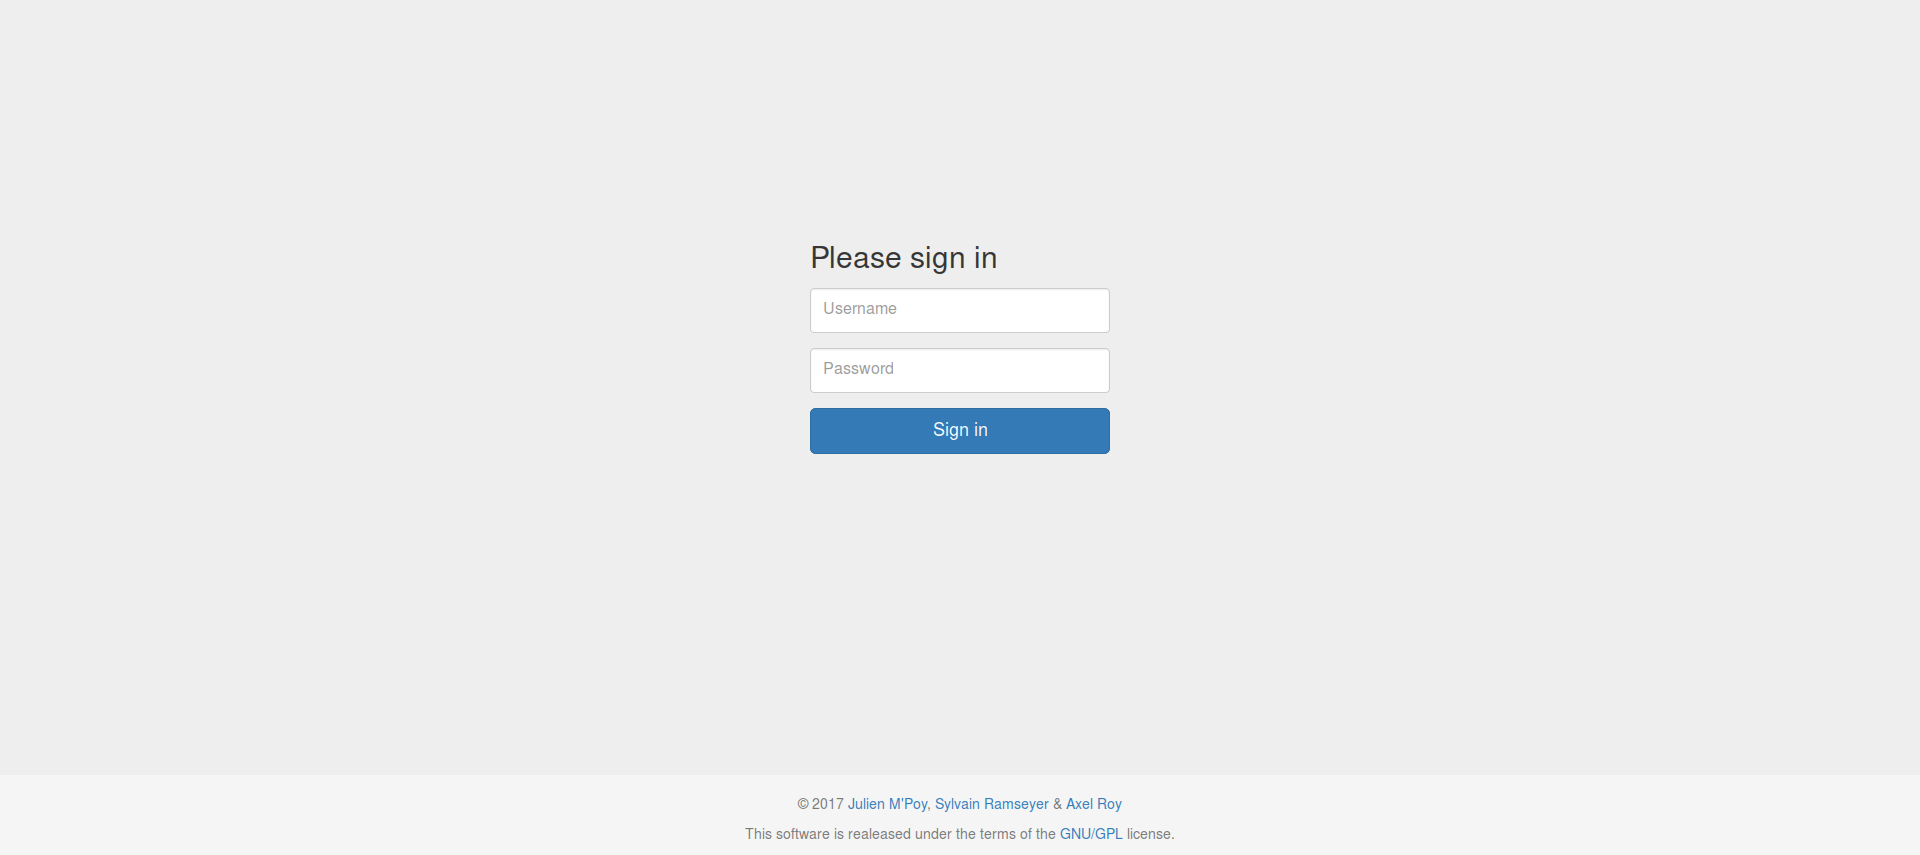 Please sign in
Username
Password
Sign in
© 2017 Julien M'Poy, Sylvain Ramseyer & Axel Roy
This software is realeased under the terms of the GNU/GPL license.